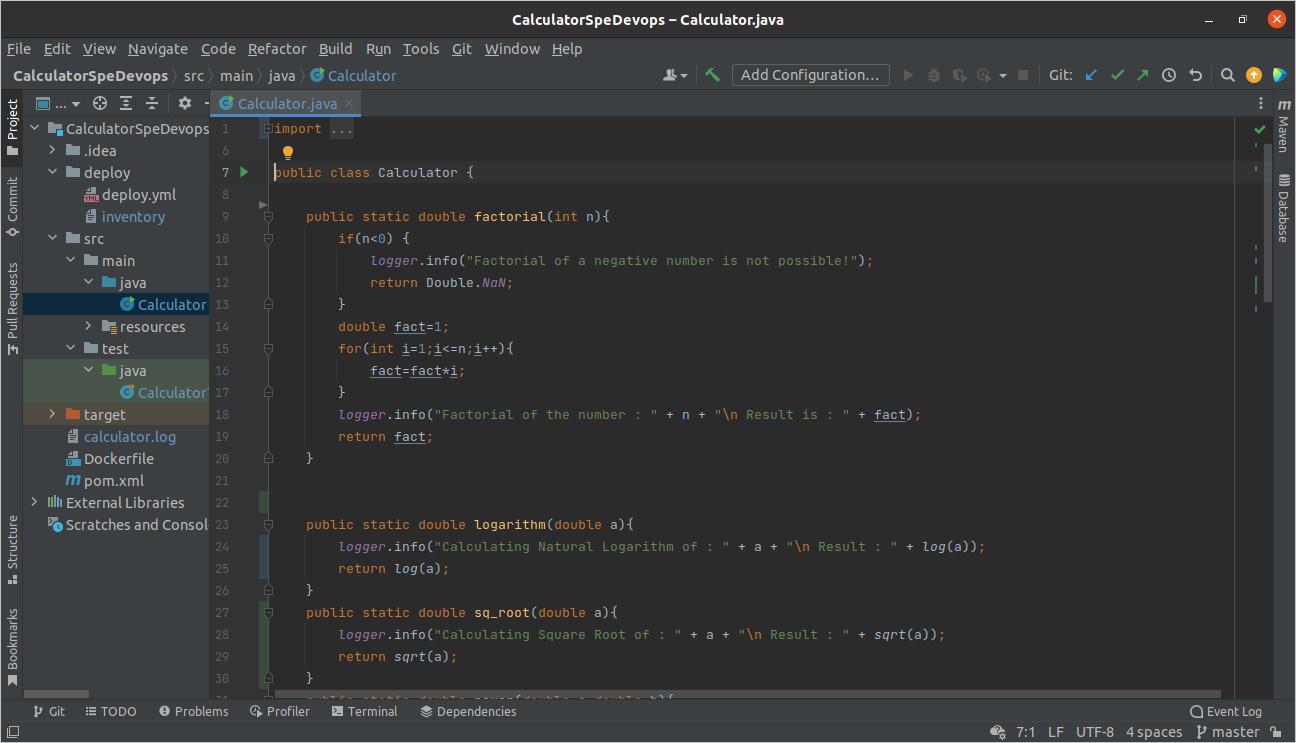 CalculatorSpeDevops – Calculator.java
File Edit View Navigate Code Refactor Build Run Tools Git Window Help
CalculatorSpeDevops src main java Calculator Add Configuration... Git:
... Calculator.java
Project
Commit
Pull Requests
Structure
Bookmarks
CalculatorSpeDevops
.idea
deploy
deploy.yml
inventory
src
main
java
Calculator
resources
test
java
Calculator
target
calculator.log
Dockerfile
pom.xml
External Libraries
Scratches and Consol
1 import ...
6
7 public class Calculator {
8
9 public static double factorial(int n){
10 if(n<0) {
11 logger.info("Factorial of a negative number is not possible!");
12 return Double.NaN;
13 }
14 double fact=1;
15 for(int i=1;i<=n;i++){
16 fact=fact*i;
17 }
18 logger.info("Factorial of the number : " + n + "\n Result is : " + fact);
19 return fact;
20 }
21
22
23 public static double logarithm(double a){
24 logger.info("Calculating Natural Logarithm of : " + a + "\n Result : " + log(a));
25 return log(a);
26 }
27 public static double sq_root(double a){
28 logger.info("Calculating Square Root of : " + a + "\n Result : " + sqrt(a));
29 return sqrt(a);
30 }
m Maven
Database
Git TODO Problems Profiler Terminal Dependencies Event Log
7:1 LF UTF-8 4 spaces master